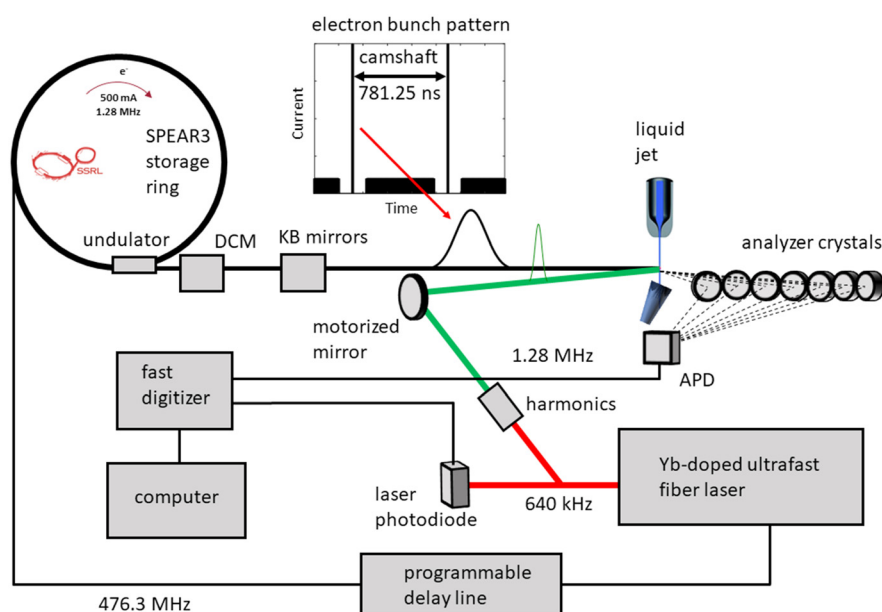 electron bunch pattern
camshaft
781.25 ns
Current
Time
e-
500 mA
1.28 MHz
SPEAR3
storage
ring
SSRL
undulator
DCM
KB mirrors
liquid
jet
analyzer crystals
motorized
mirror
1.28 MHz
APD
fast
digitizer
harmonics
computer
laser
photodiode
640 kHz
Yb-doped ultrafast
fiber laser
programmable
delay line
476.3 MHz